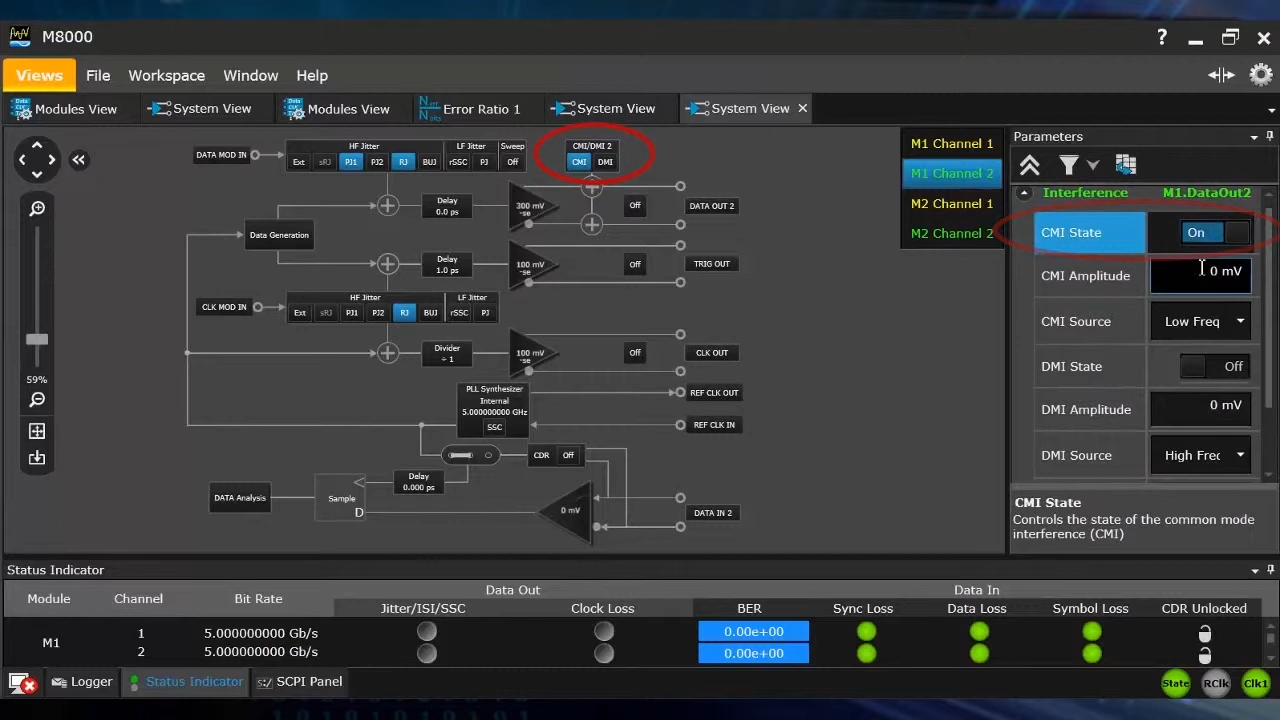 M8000
?
Views File Workspace Window Help
Modules View System View Modules View Error Ratio 1 System View System View
DATA MOD IN
HF Jitter LF Jitter Sweep
Ext sRJ PJ1 PJ2 RJ BUJ rSSC PJ Off
CMI/DMI 2
CMI DMI
Data Generation
Delay
0.0 ps
300 mV
-se
Off
DATA OUT 2
Delay
1.0 ps
100 mV
-se
Off
TRIG OUT
CLK MOD IN
HF Jitter LF Jitter
Ext sRJ PJ1 PJ2 RJ BUJ rSSC PJ
Divider
÷ 1
100 mV
-se
Off
CLK OUT
PLL Synthesizer
Internal
5.000000000 GHz
SSC
REF CLK OUT
REF CLK IN
CDR Off
Delay
0.000 ps
DATA Analysis
Sample
D
0 mV
DATA IN 2
59%
M1 Channel 1
M1 Channel 2
M2 Channel 1
M2 Channel 2
Parameters
Interference M1.DataOut2
CMI State On
CMI Amplitude 0 mV
CMI Source Low Freq
DMI State Off
DMI Amplitude 0 mV
DMI Source High Frec
CMI State
Controls the state of the common mode
interference (CMI)
Status Indicator
Module Channel Bit Rate Data Out Data In
Jitter/ISI/SSC Clock Loss BER Sync Loss Data Loss Symbol Loss CDR Unlocked
M1
1 5.000000000 Gb/s 0.00e+00
2 5.000000000 Gb/s 0.00e+00
Logger Status Indicator SCPI Panel
State RClk Clk1